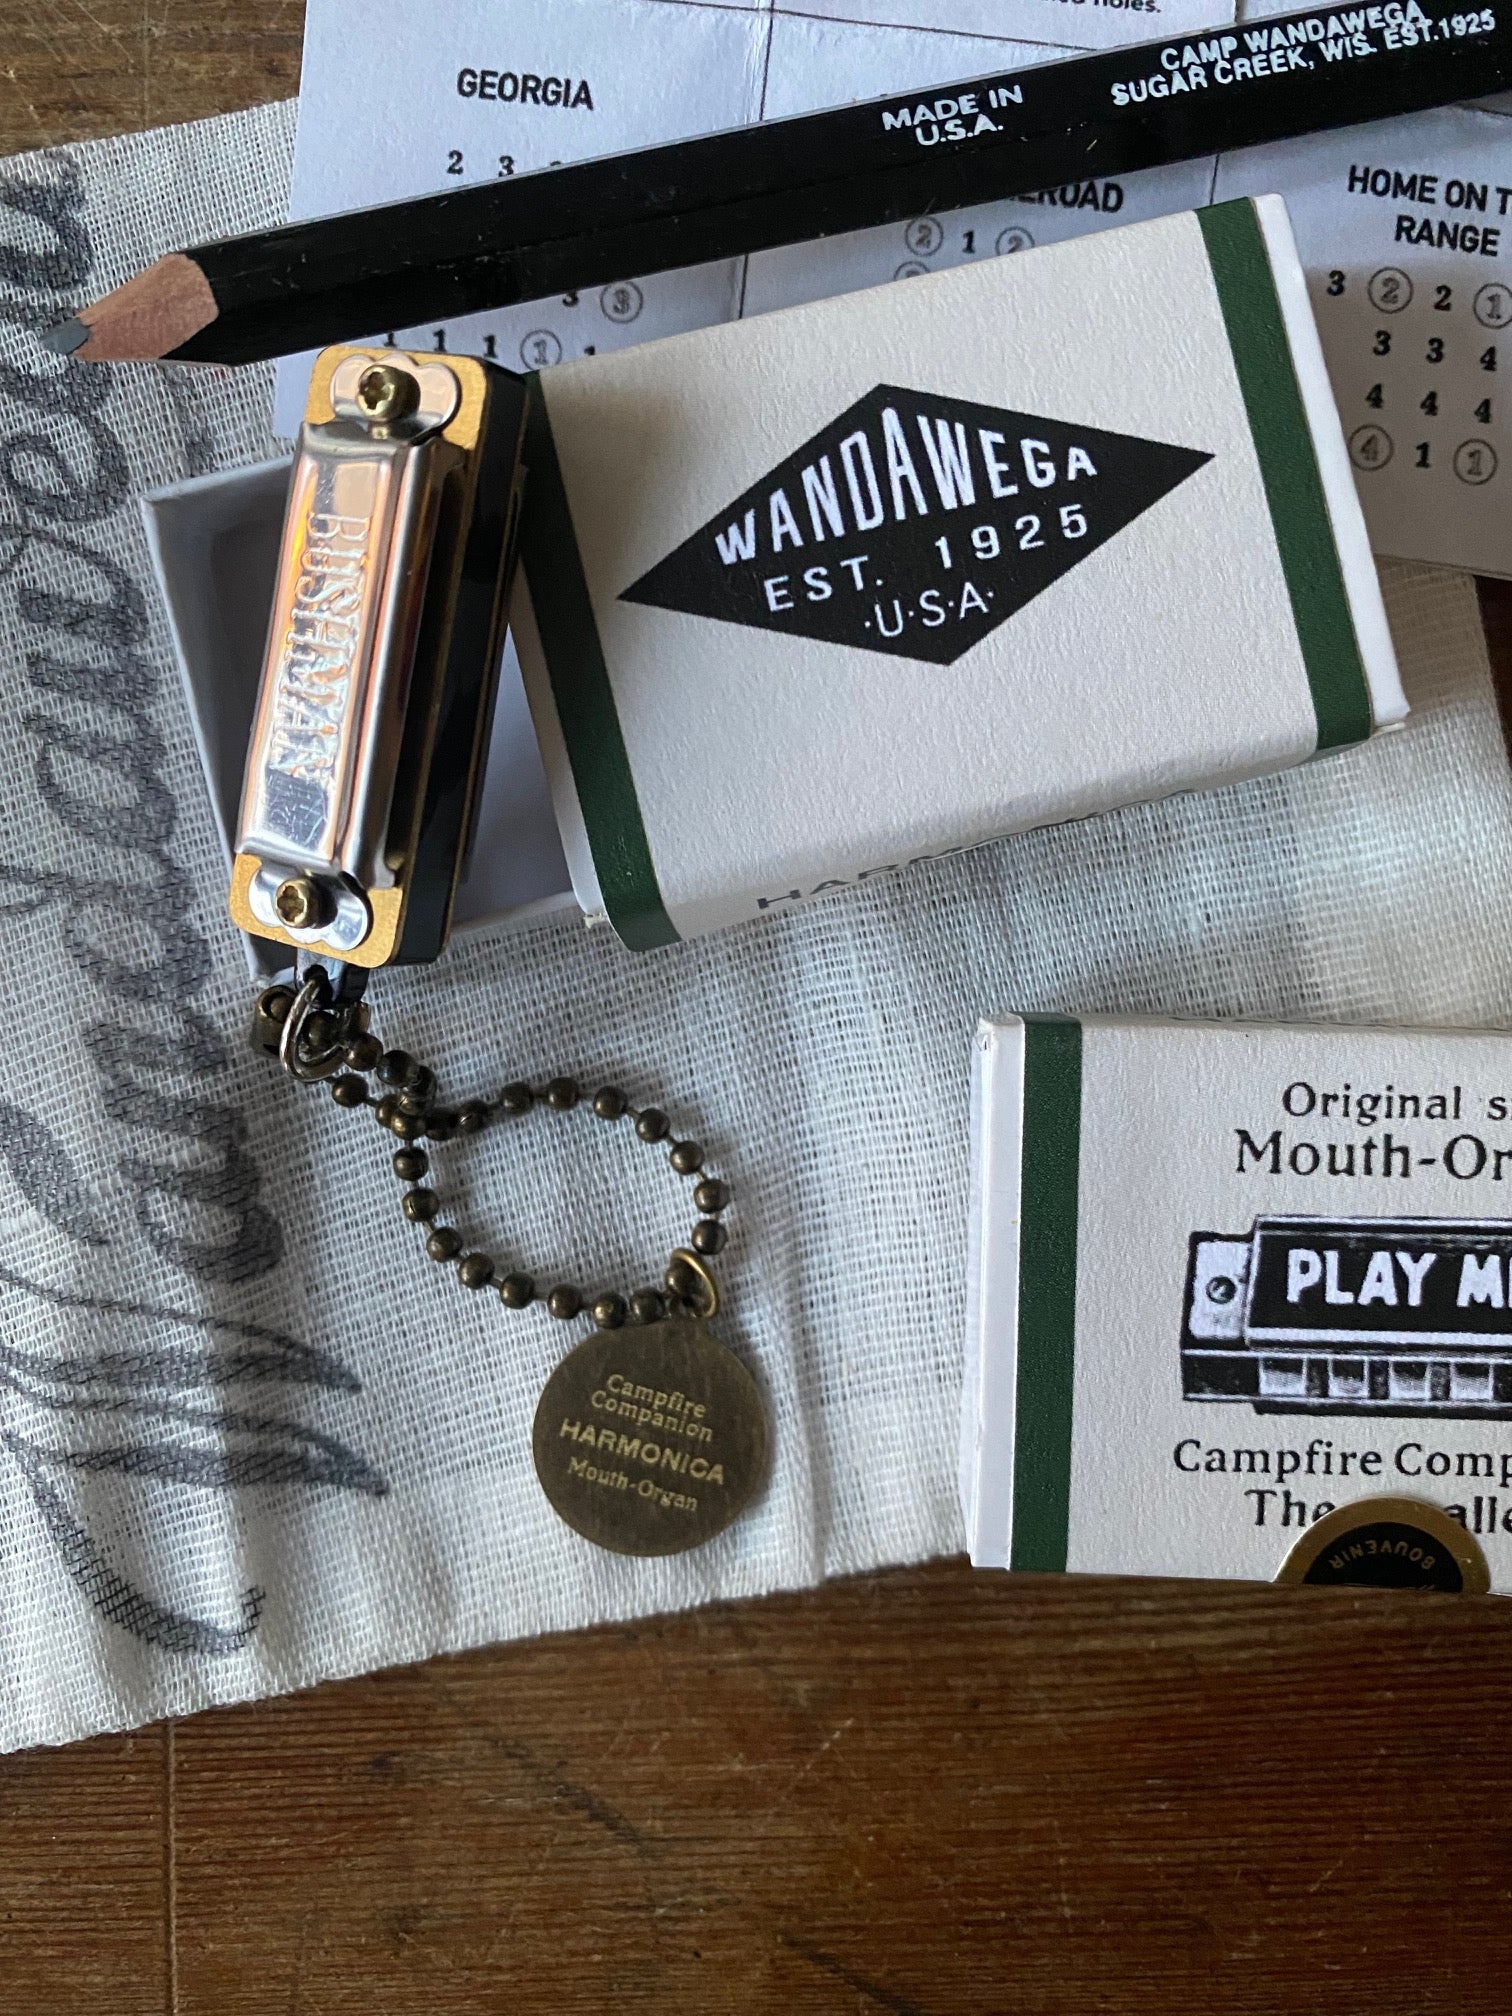 GEORGIA
2 3
3 ③
1 1 1 ①
MADE IN
U.S.A.
CAMP WANDAWEGA
SUGAR CREEK, WIS. EST.1925
② 1 ②
HOME ON
RANGE
3 ② 2 ①
3 3 4
4 4 4
④ 1 ①
BUSHMAN
WANDAWEGA
EST. 1925
·U·S·A·
Wandawega
Original
Mouth-
PLAY
Campfire
SOUVENIR
Campfire
Companion
HARMONICA
Mouth-Organ